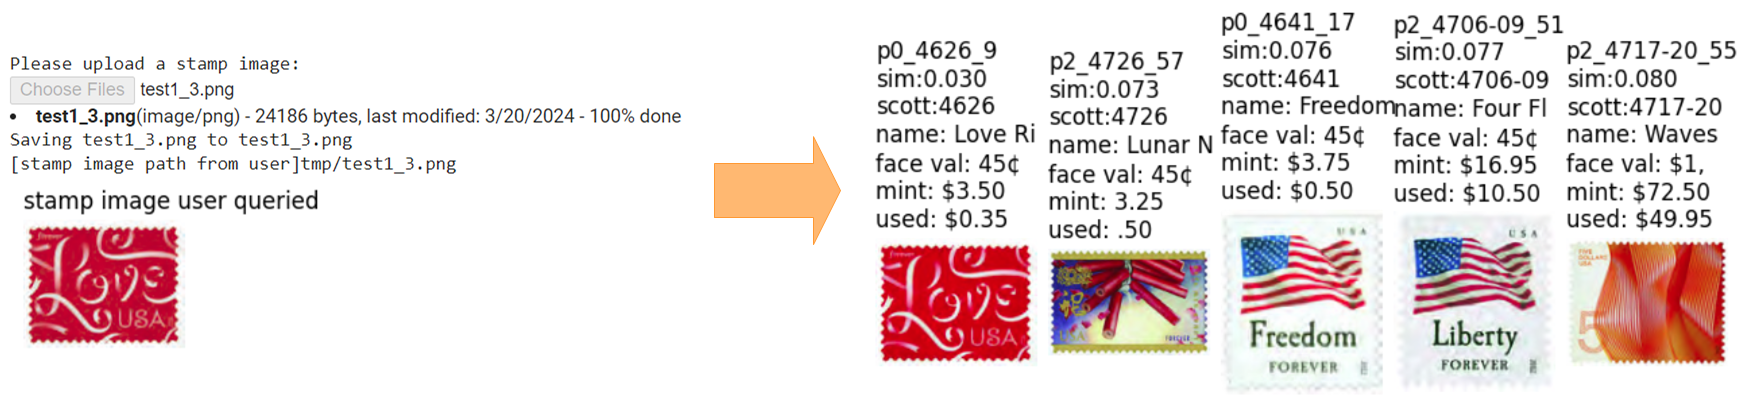 Please upload a stamp image:
Choose Files test1_3.png
• test1_3.png(image/png) - 24186 bytes, last modified: 3/20/2024 - 100% done
Saving test1_3.png to test1_3.png
[stamp image path from user]tmp/test1_3.png
stamp image user queried
Forever
Love
USA
p0_4626_9
sim:0.030
scott:4626
name: Love Ri
face val: 45¢
mint: $3.50
used: $0.35
Forever
Love
USA
p2_4726_57
sim:0.073
scott:4726
name: Lunar N
face val: 45¢
mint: 3.25
used: .50
USA
FOREVER
p0_4641_17
sim:0.076
scott:4641
name: Freedom
face val: 45¢
mint: $3.75
used: $0.50
USA
Freedom
FOREVER
p2_4706-09_51
sim:0.077
scott:4706-09
name: Four Fl
face val: 45¢
mint: $16.95
used: $10.50
USA
Liberty
FOREVER
p2_4717-20_55
sim:0.080
scott:4717-20
name: Waves
face val: $1,
mint: $72.50
used: $49.95
FIVE
DOLLARS
USA
5